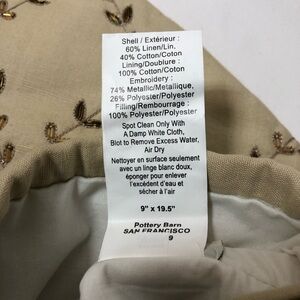 Shell / Extérieur :
60% Linen/Lin.
40% Cotton/Coton
Lining/Doublure :
100% Cotton/Coton
Embroidery :
74% Metallic/Metallique,
26% Polyester/Polyester
Filling/Rembourrage :
100% Polyester/Polyester
Spot Clean Only With
A Damp White Cloth,
Blot to Remove Excess Water,
Air Dry
Nettoyer en surface seulement
avec un linge blanc doux,
éponger pour enlever
l'excédent d'eau et
sécher à l'air
9" x 19.5"
Pottery Barn
SAN FRANCISCO
9